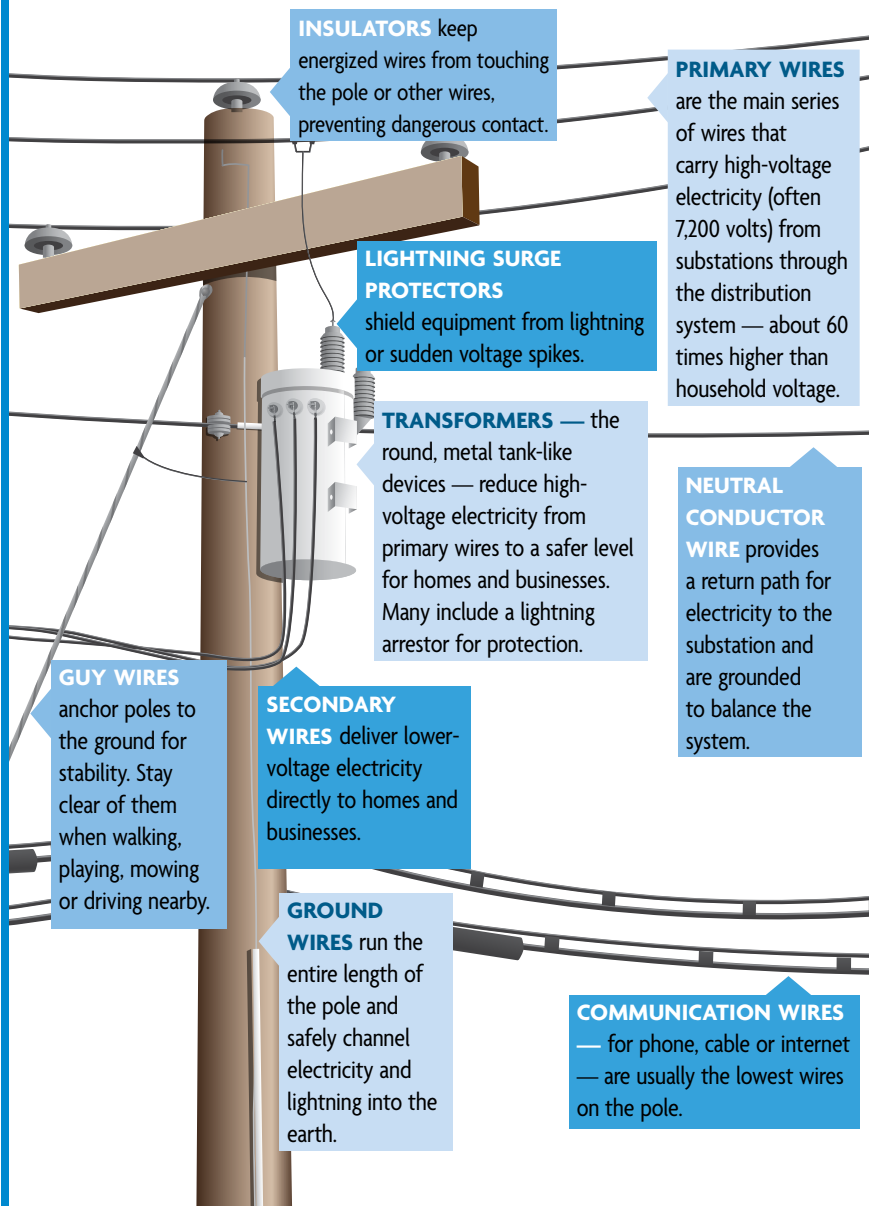 INSULATORS keep
energized wires from touching
the pole or other wires,
preventing dangerous contact.
PRIMARY WIRES
are the main series
of wires that
carry high-voltage
electricity (often
7,200 volts) from
substations through
the distribution
system — about 60
times higher than
household voltage.
LIGHTNING SURGE
PROTECTORS
shield equipment from lightning
or sudden voltage spikes.
TRANSFORMERS — the
round, metal tank-like
devices — reduce high-
voltage electricity from
primary wires to a safer level
for homes and businesses.
Many include a lightning
arrestor for protection.
NEUTRAL
CONDUCTOR
WIRE provides
a return path for
electricity to the
substation and
are grounded
to balance the
system.
GUY WIRES
anchor poles to
the ground for
stability. Stay
clear of them
when walking,
playing, mowing
or driving nearby.
SECONDARY
WIRES deliver lower-
voltage electricity
directly to homes and
businesses.
GROUND
WIRES run the
entire length of
the pole and
safely channel
electricity and
lightning into the
earth.
COMMUNICATION WIRES
— for phone, cable or internet
— are usually the lowest wires
on the pole.